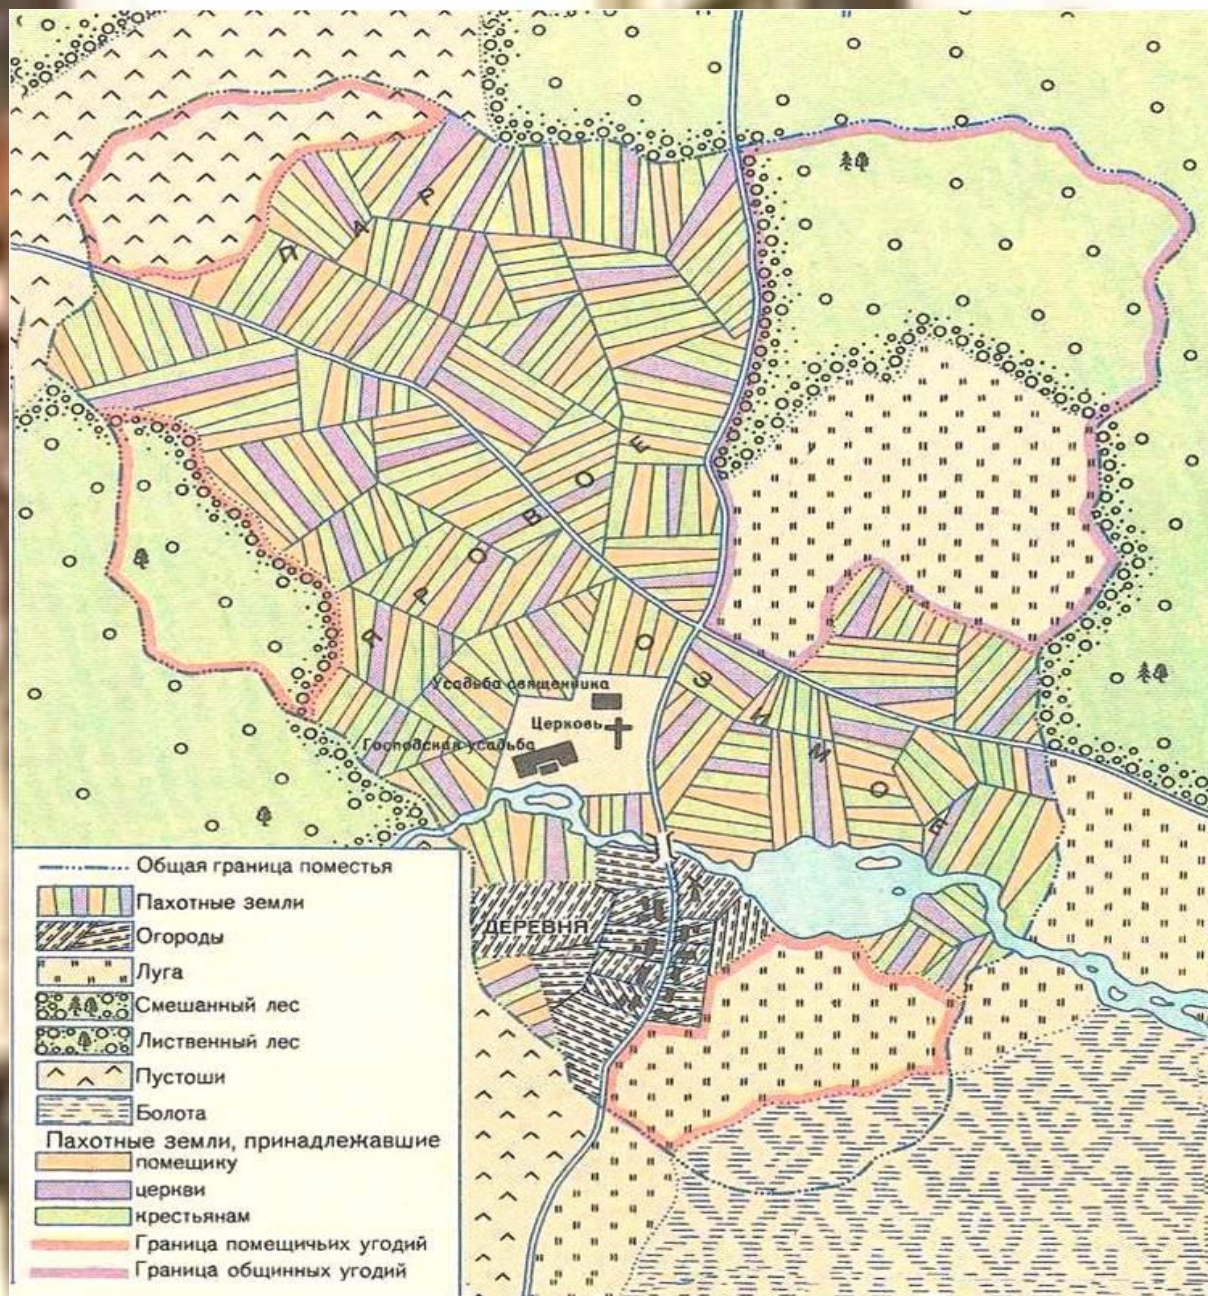 ПАР
ЯРОВОЕ
ОЗИМОЕ
Усадьба священника
Церковь
Господская усадьба
ДЕРЕВНЯ
Общая граница поместья
Пахотные земли
Огороды
Луга
Смешанный лес
Лиственный лес
Пустоши
Болота
Пахотные земли, принадлежавшие
помещику
церкви
крестьянам
Граница помещичьих угодий
Граница общинных угодий